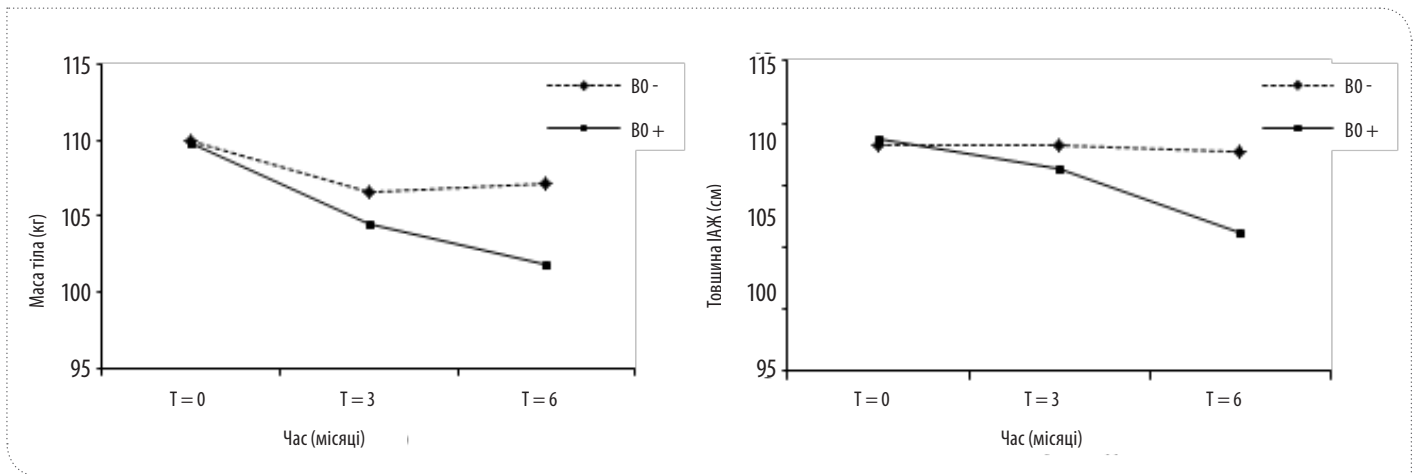 115
110
105
100
95
Маса тіла (кг)
B0 -
B0 +
T = 0
T = 3
T = 6
Час (місяці)
115
110
105
100
95
Товшина ІАЖ (см)
B0 -
B0 +
T = 0
T = 3
T = 6
Час (місяці)